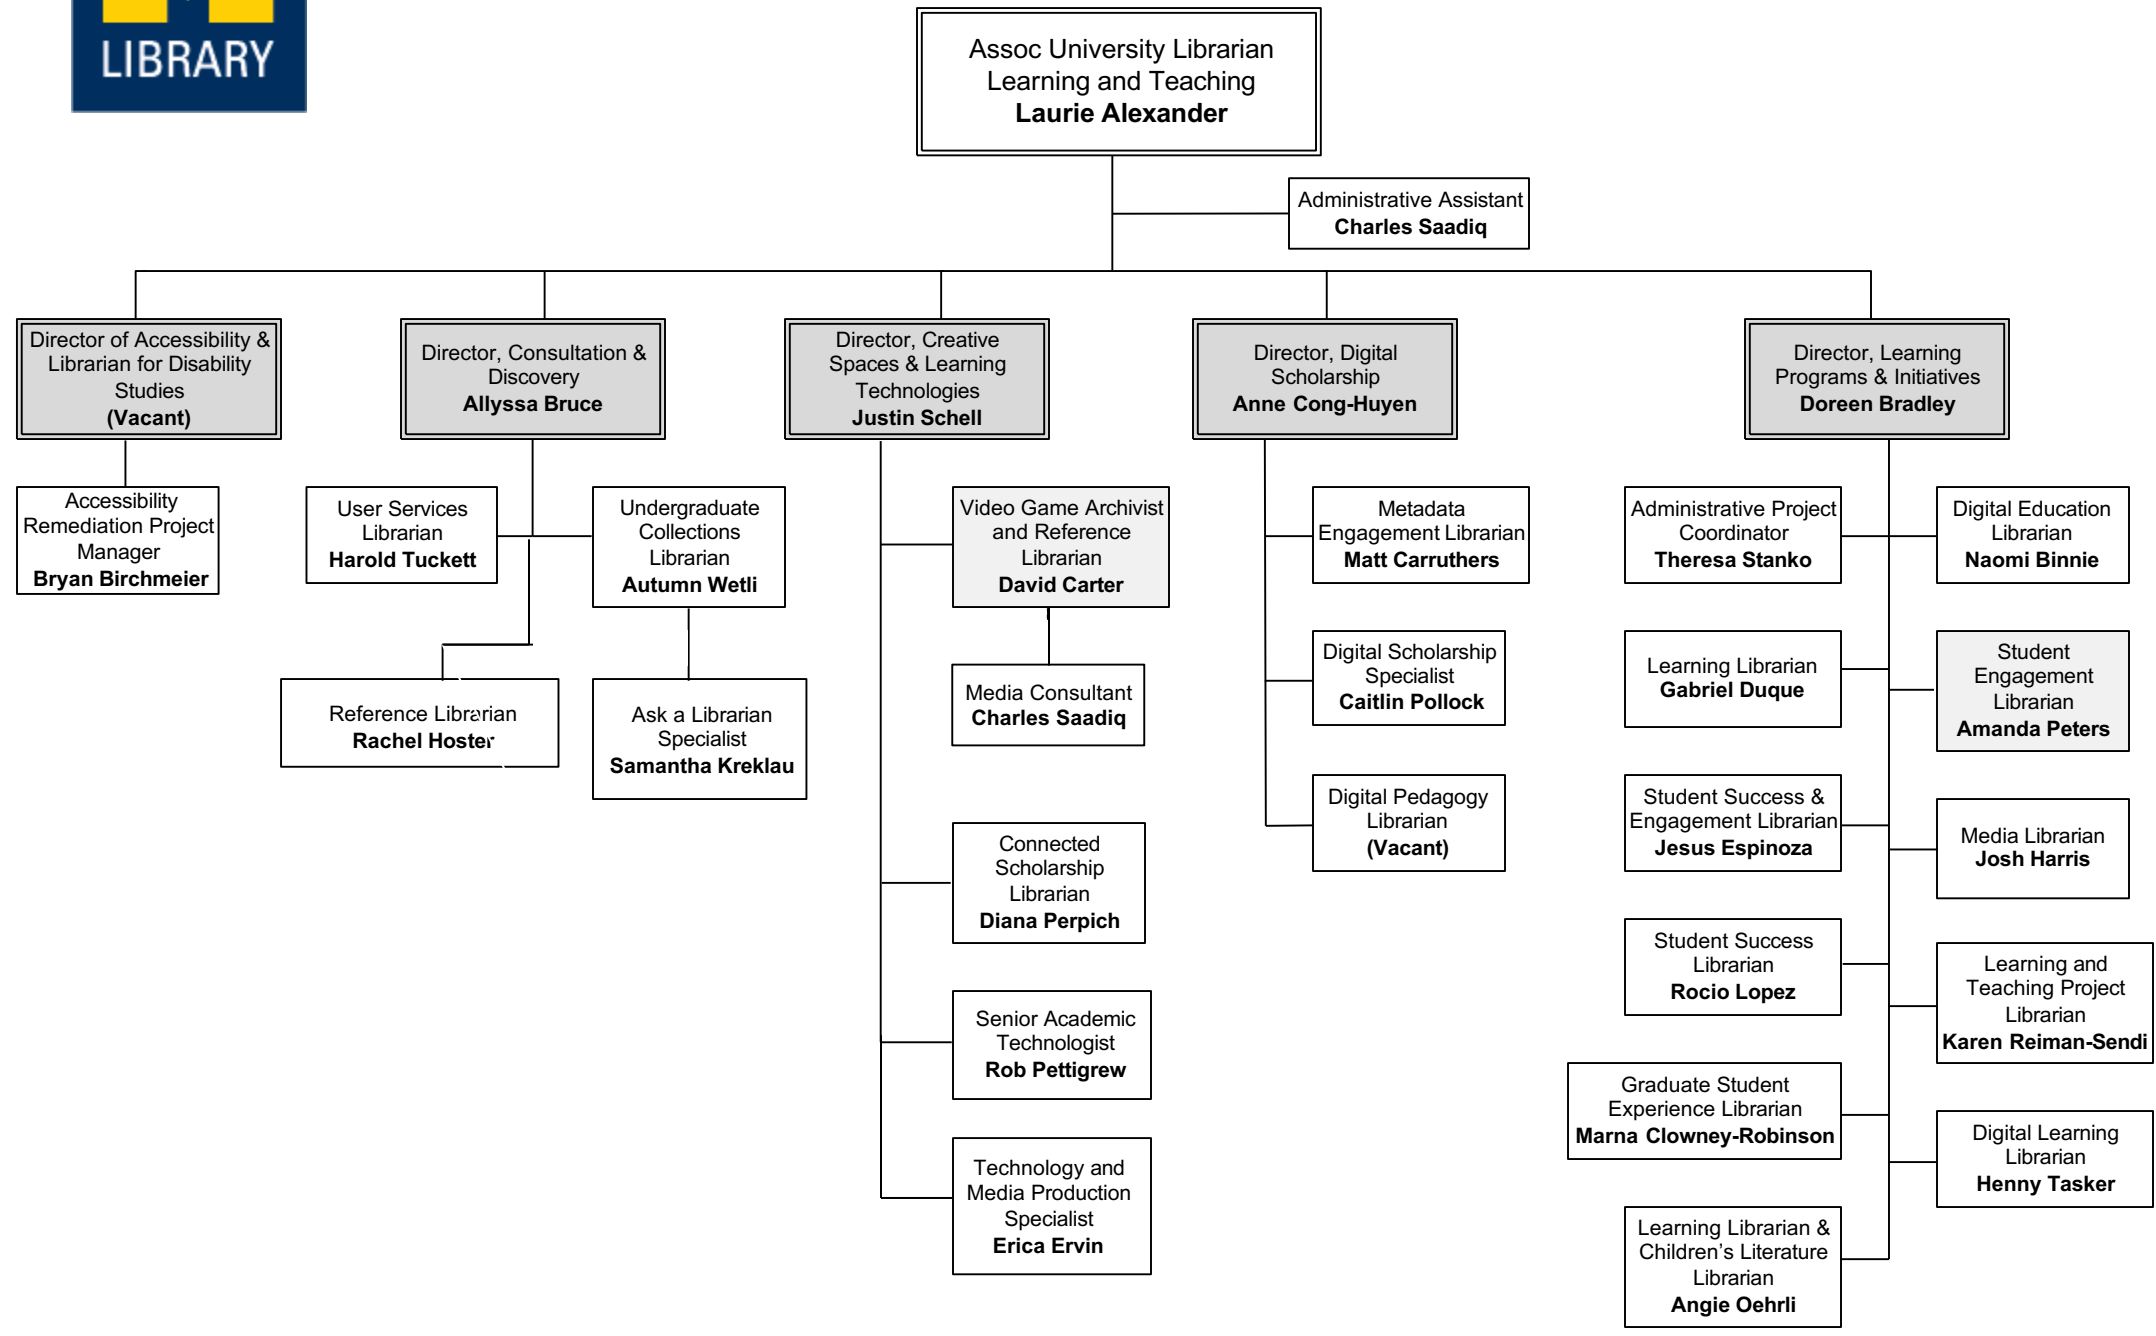 LIBRARY
Assoc University Librarian
Learning and Teaching
Laurie Alexander
Administrative Assistant
Charles Saadiq
Director of Accessibility &
Librarian for Disability
Studies
(Vacant)
Director, Consultation &
Discovery
Allyssa Bruce
Director, Creative
Spaces & Learning
Technologies
Justin Schell
Director, Digital
Scholarship
Anne Cong-Huyen
Director, Learning
Programs & Initiatives
Doreen Bradley
Accessibility
Remediation Project
Manager
Bryan Birchmeier
User Services
Librarian
Harold Tuckett
Undergraduate
Collections
Librarian
Autumn Wetli
Reference Librarian
Rachel Hoster
Ask a Librarian
Specialist
Samantha Kreklau
Video Game Archivist
and Reference
Librarian
David Carter
Media Consultant
Charles Saadiq
Connected
Scholarship
Librarian
Diana Perpich
Senior Academic
Technologist
Rob Pettigrew
Technology and
Media Production
Specialist
Erica Ervin
Metadata
Engagement Librarian
Matt Carruthers
Digital Scholarship
Specialist
Caitlin Pollock
Digital Pedagogy
Librarian
(Vacant)
Administrative Project
Coordinator
Theresa Stanko
Learning Librarian
Gabriel Duque
Student Success &
Engagement Librarian
Jesus Espinoza
Student Success
Librarian
Rocio Lopez
Graduate Student
Experience Librarian
Marna Clowney-Robinson
Learning Librarian &
Children’s Literature
Librarian
Angie Oehrli
Digital Education
Librarian
Naomi Binnie
Student
Engagement
Librarian
Amanda Peters
Media Librarian
Josh Harris
Learning and
Teaching Project
Librarian
Karen Reiman-Sendi
Digital Learning
Librarian
Henny Tasker